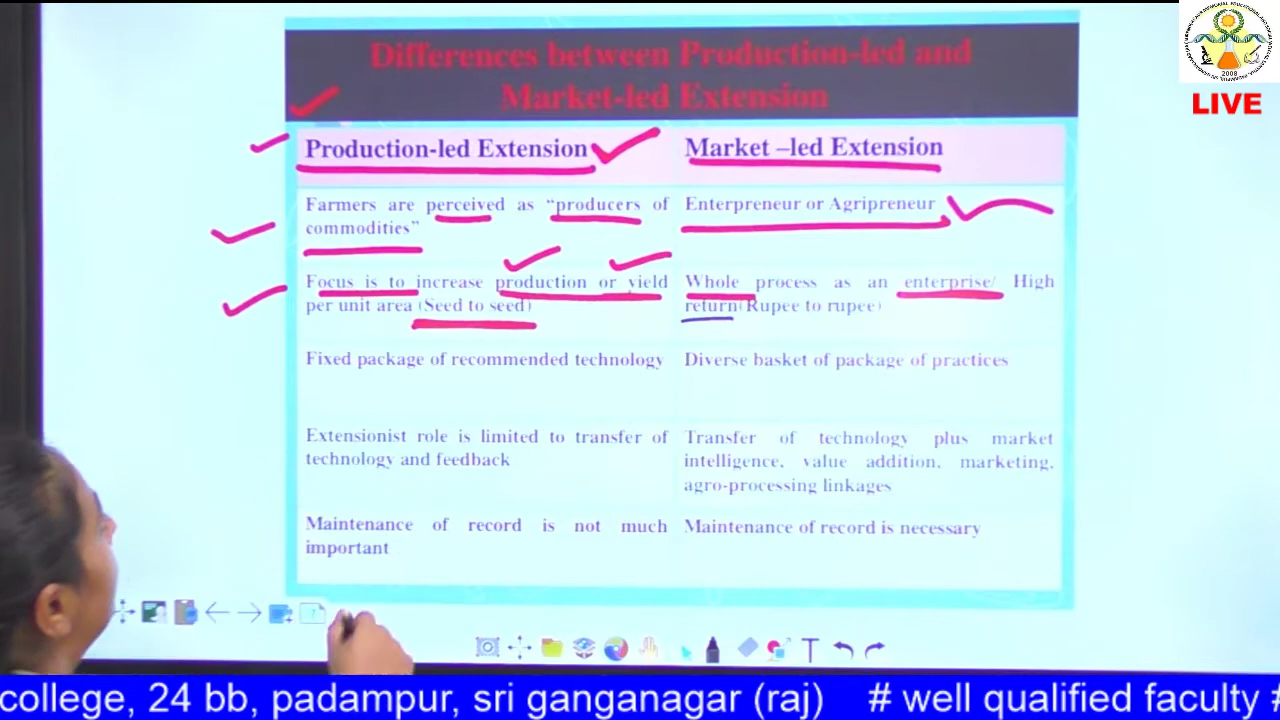 LIVE
2008
Differences between Production-led and
Market-led Extension
Production-led Extension
Market –led Extension
Farmers are perceived as “producers of
commodities”
Enterpreneur or Agripreneur
Focus is to increase production or yield
per unit area (Seed to seed)
Whole process as an enterprise/ High
return(Rupee to rupee)
Fixed package of recommended technology
Diverse basket of package of practices
Extensionist role is limited to transfer of
technology and feedback
Transfer of technology plus market
intelligence, value addition, marketing,
agro-processing linkages
Maintenance of record is not much
important
Maintenance of record is necessary
college, 24 bb, padampur, sri ganganagar (raj) # well qualified faculty #